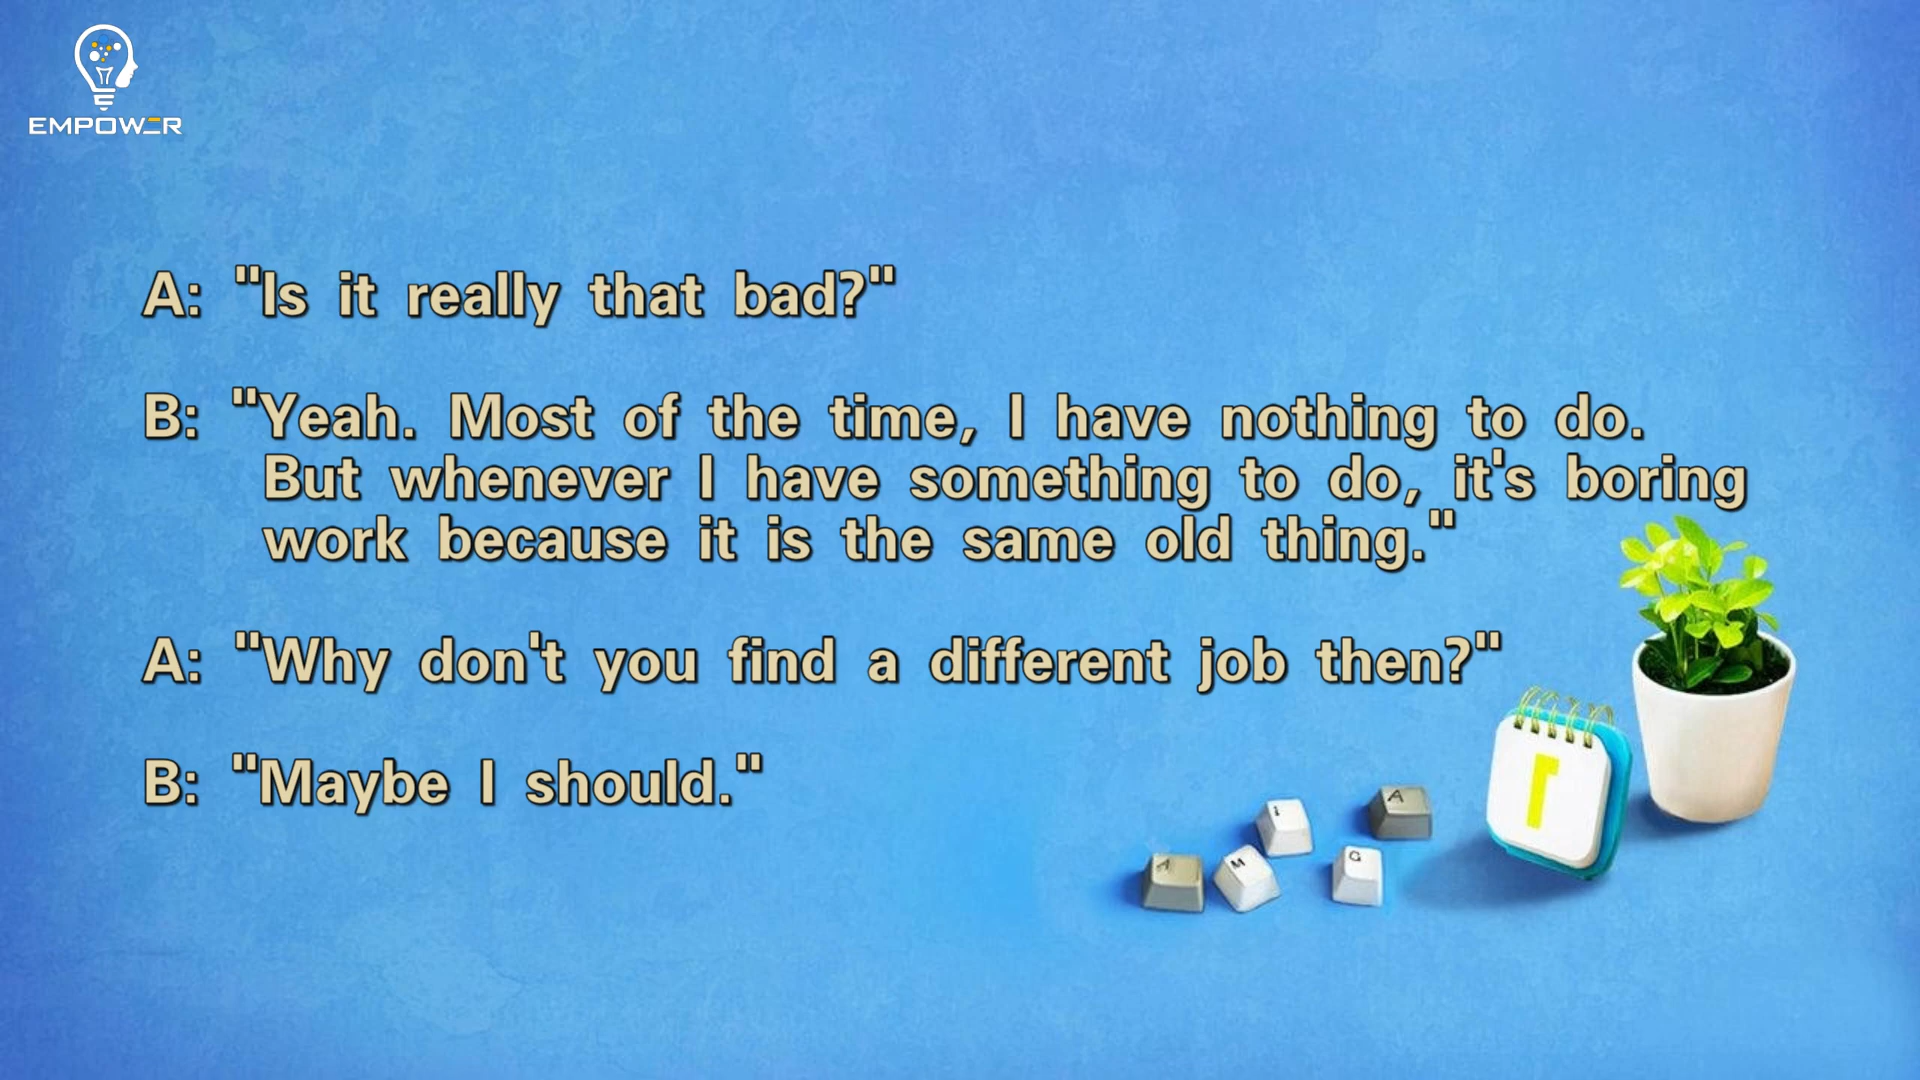 EMPOWER
A: "Is it really that bad?"
B: "Yeah. Most of the time, I have nothing to do.
But whenever I have something to do, it's boring
work because it is the same old thing."
A: "Why don't you find a different job then?"
B: "Maybe I should."
i
A
A
M
G
1